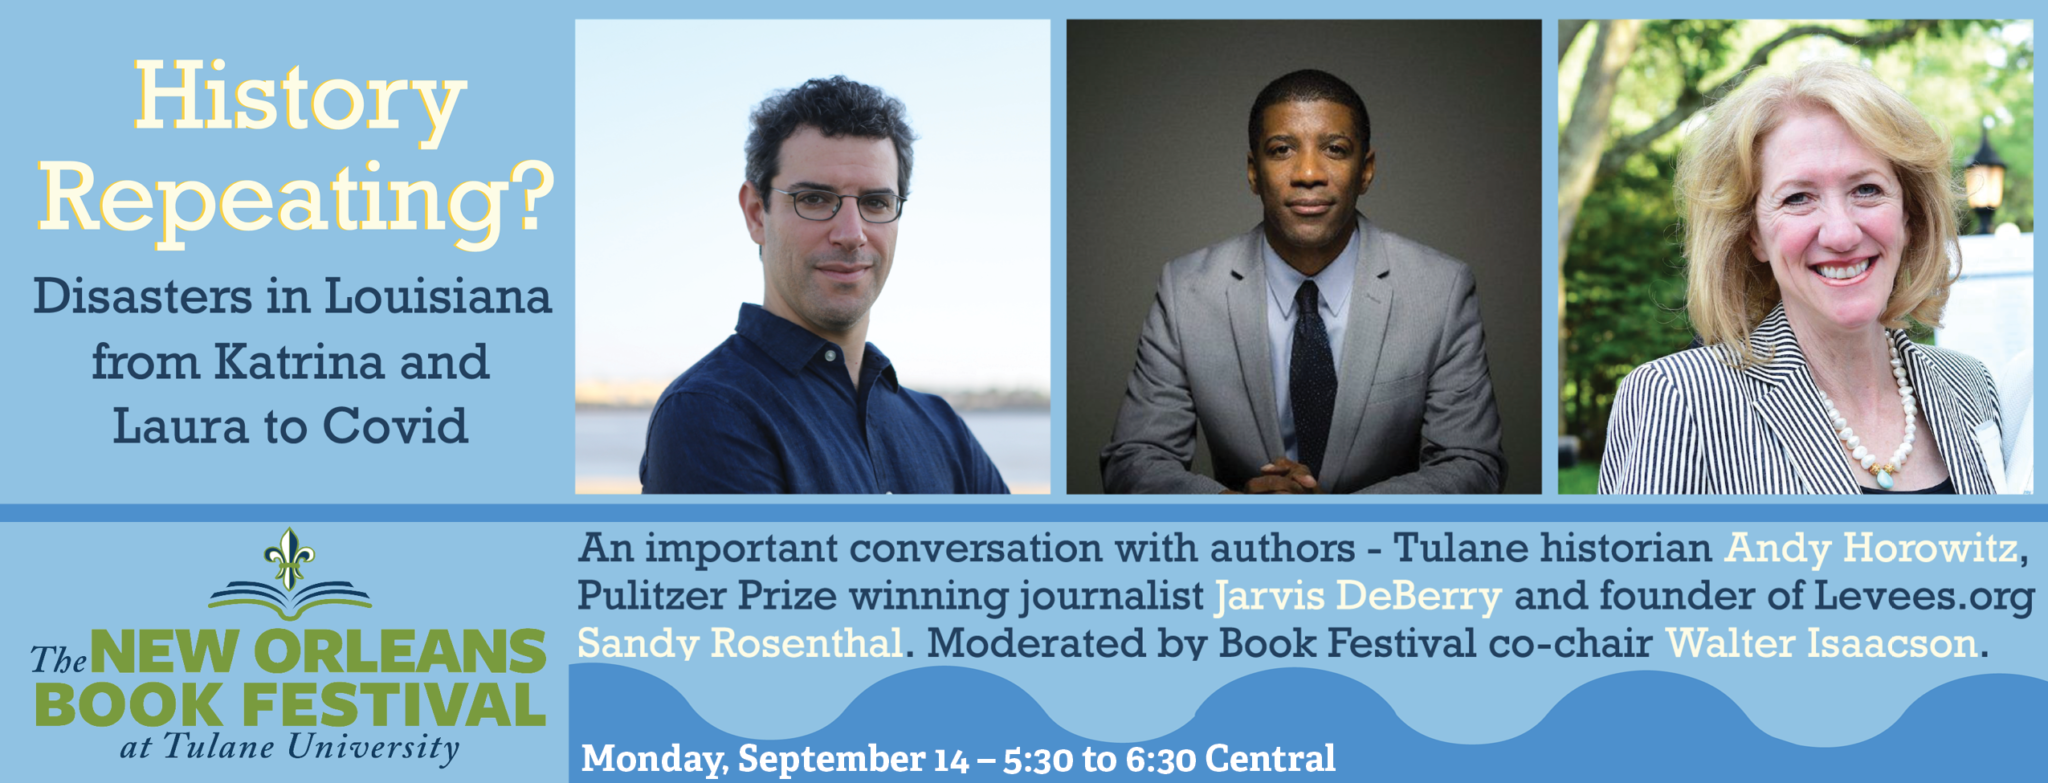 History
Repeating?
Disasters in Louisiana
from Katrina and
Laura to Covid
The NEW ORLEANS
BOOK FESTIVAL
at Tulane University
An important conversation with authors - Tulane historian Andy Horowitz,
Pulitzer Prize winning journalist Jarvis DeBerry and founder of Levees.org
Sandy Rosenthal. Moderated by Book Festival co-chair Walter Isaacson.
Monday, September 14 – 5:30 to 6:30 Central